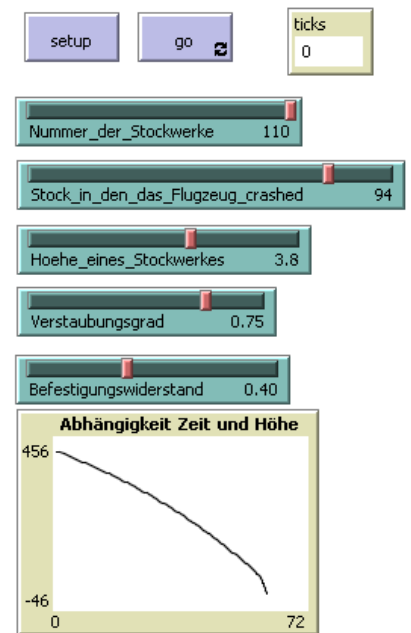 setup
go
ticks
0
Nummer_der_Stockwerke 110
Stock_in_den_das_Flugzeug_crashed 94
Hoehe_eines_Stockwerkes 3.8
Verstaubungsgrad 0.75
Befestigungswiderstand 0.40
Abhängigkeit Zeit und Höhe
456
-46
0 72